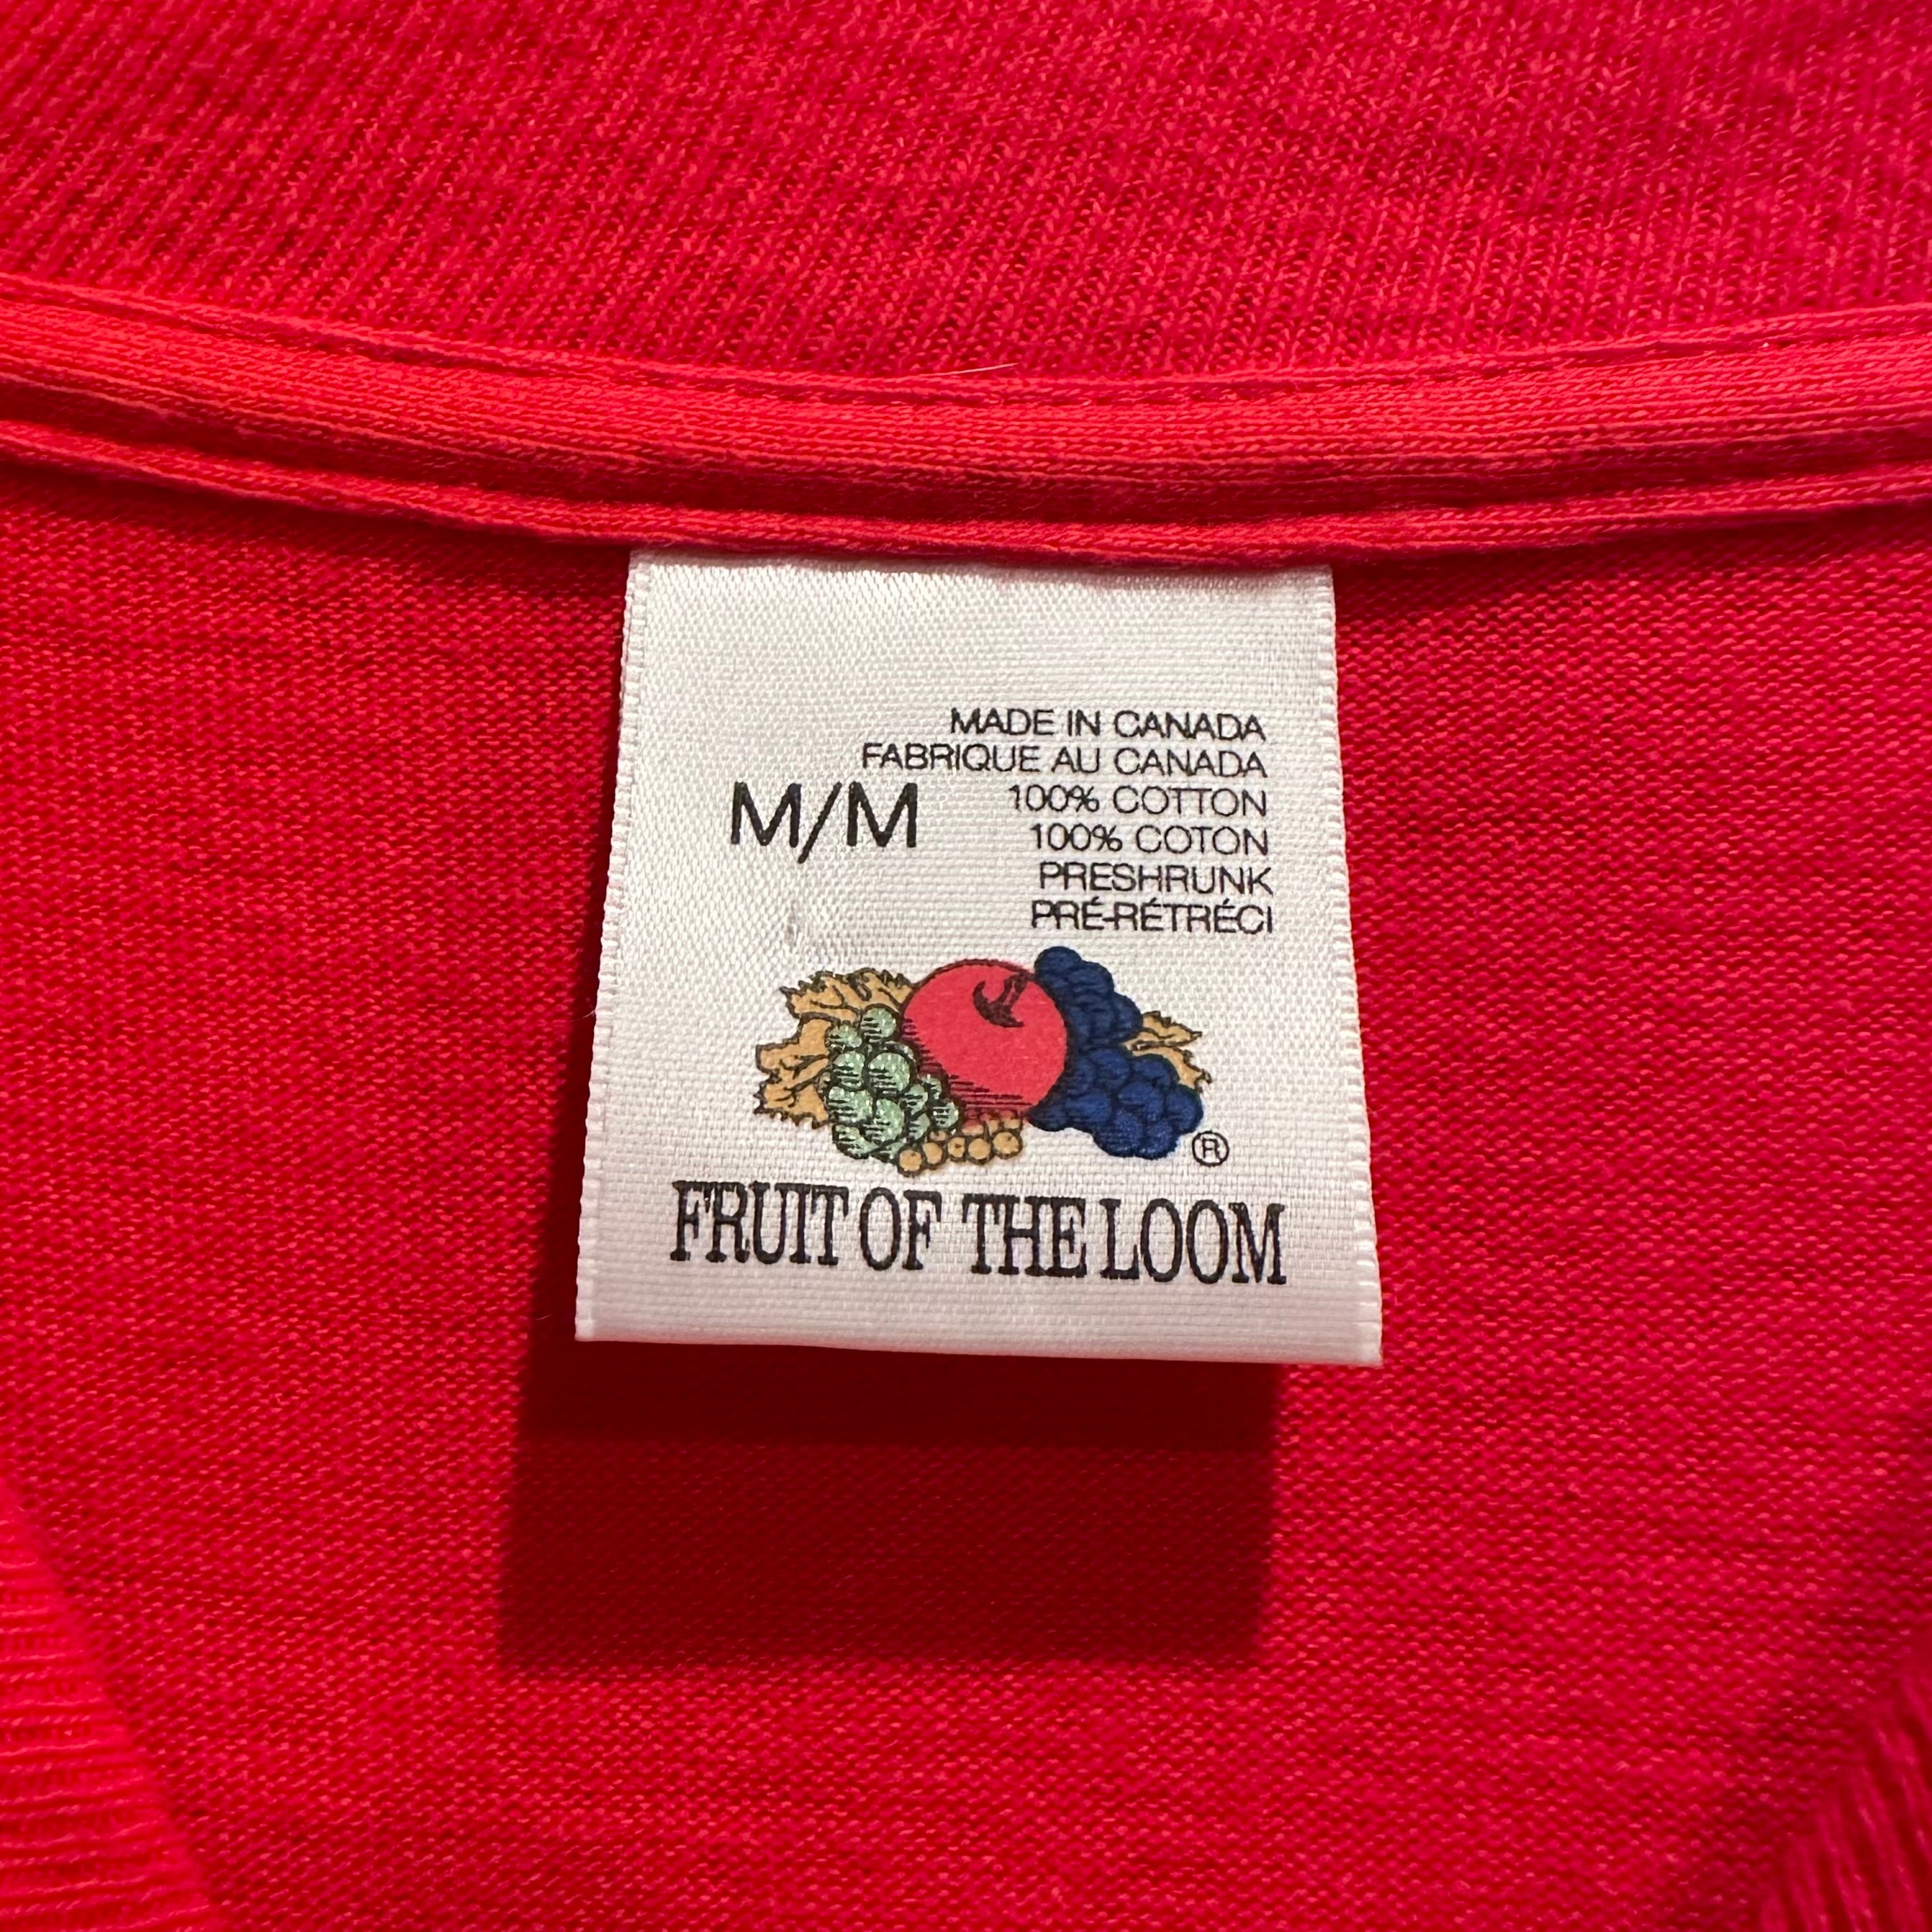 MADE IN CANADA
FABRIQUE AU CANADA
M/M
100% COTTON
100% COTON
PRESHRUNK
PRÉ-RÉTRÉCI
®
FRUIT OF THE LOOM